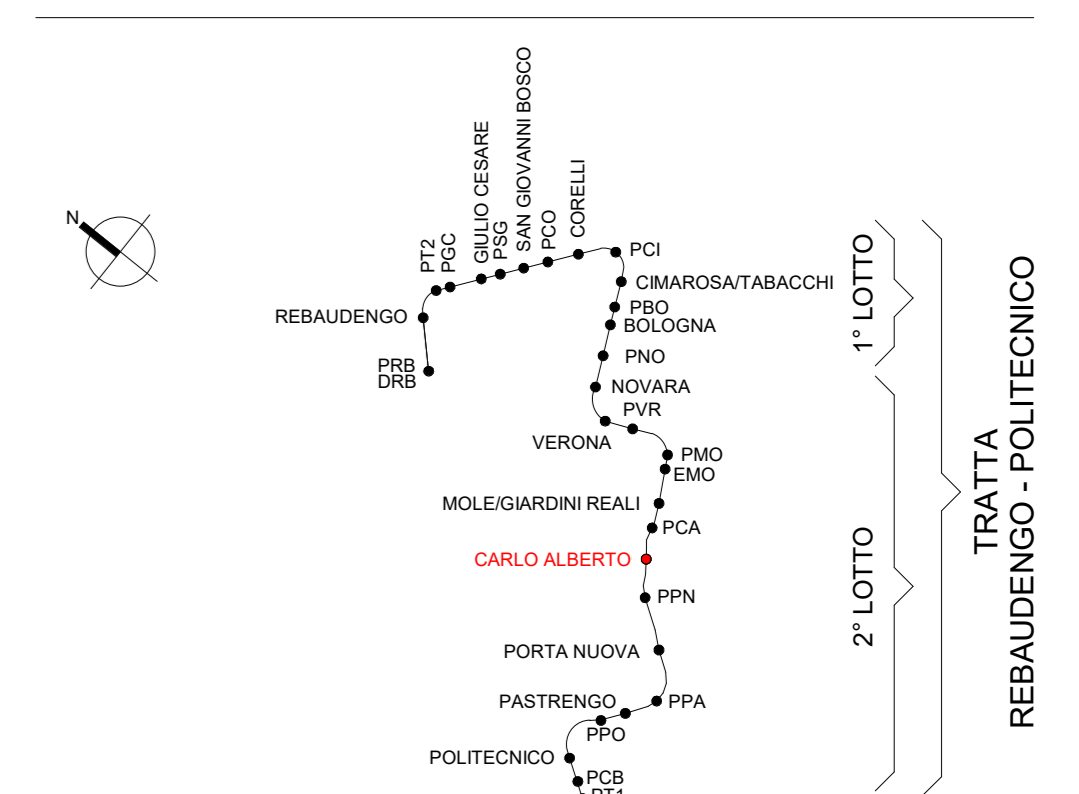 N
PT2
PGC
GIULIO CESARE
PSG
SAN GIOVANNI BOSCO
PCO
CORELLI
PCI
CIMAROSA/TABACCHI
REBAUDENGO
PBO
BOLOGNA
PRB
DRB
PNO
NOVARA
PVR
VERONA
PMO
EMO
MOLE/GIARDINI REALI
PCA
CARLO ALBERTO
PPN
PORTA NUOVA
PASTRENGO
PPA
PPO
POLITECNICO
PCB
PT1
1° LOTTO
2° LOTTO
TRATTA
REBAUDENGO - POLITECNICO